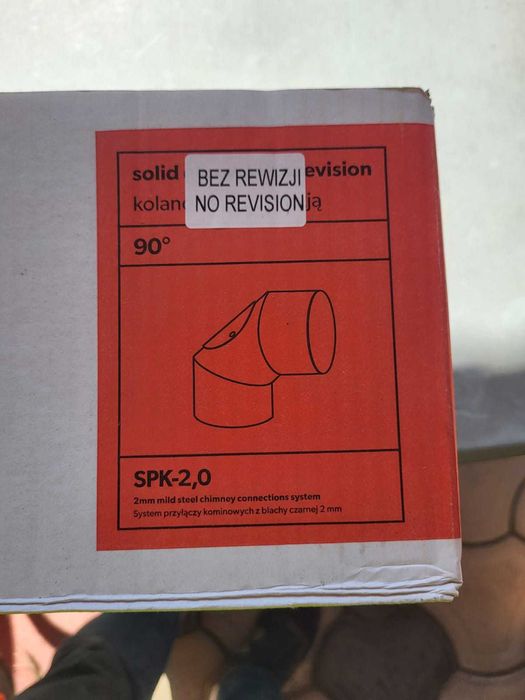 solid evision
BEZ REWIZJI
kolan ją
NO REVISION
90°
SPK-2,0
2mm mild steel chimney connections system
System przyłączy kominowych z blachy czarnej 2 mm